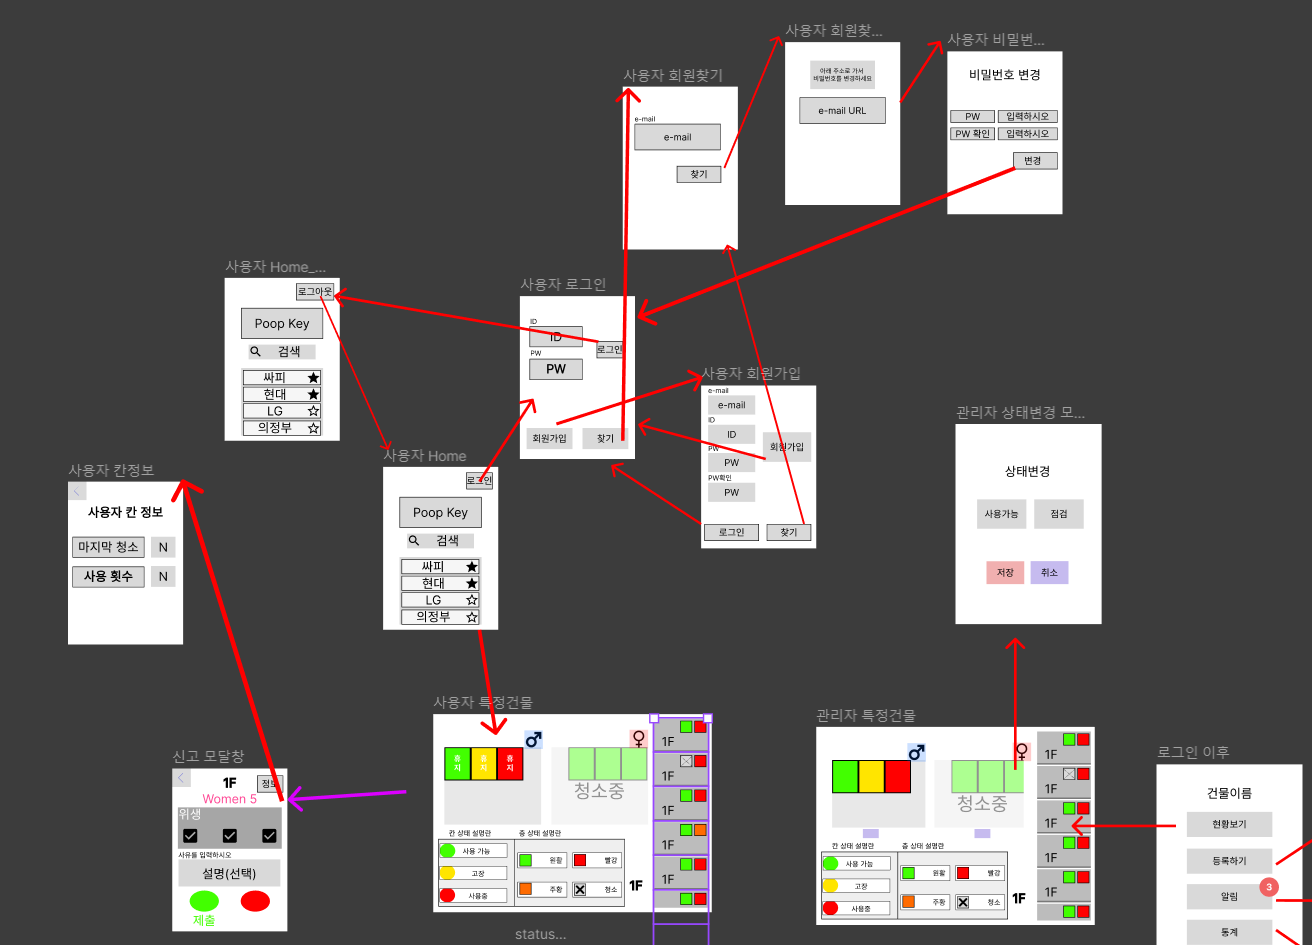 사용자 회원찾...
아래 주소로 가서
비밀번호를 변경하세요
e-mail URL
사용자 비밀번...
비밀번호 변경
PW 입력하시오
PW 확인 입력하시오
변경
사용자 회원찾기
e-mail
e-mail
찾기
사용자 Home_...
로그아웃
Poop Key
검색
싸피
현대
LG
의정부
사용자 로그인
ID
ID
로그인
PW
PW
회원가입 찾기
사용자 회원가입
e-mail
e-mail
ID
ID
회원가입
PW
PW
PW확인
PW
로그인 찾기
관리자 상태변경 모...
상태변경
사용가능 점검
저장 취소
사용자 Home
로그인
Poop Key
검색
싸피
현대
LG
의정부
사용자 칸정보
사용자 칸 정보
마지막 청소 N
사용 횟수 N
신고 모달창
1F
정보
Women 5
위생
사유를 입력하시오
설명(선택)
제출
사용자 특정건물
휴지 휴지 휴지
청소중
칸 상태 설명란 층 상태 설명란
사용 가능 원활 빨강
고장
사용중 주황 청소
1F
1F
1F
1F
1F
1F
status...
관리자 특정건물
청소중
칸 상태 설명란 층 상태 설명란
사용 가능 원활 빨강
고장
사용중 주황 청소
1F
1F
1F
1F
1F
1F
로그인 이후
건물이름
현황보기
등록하기
알림
3
통계